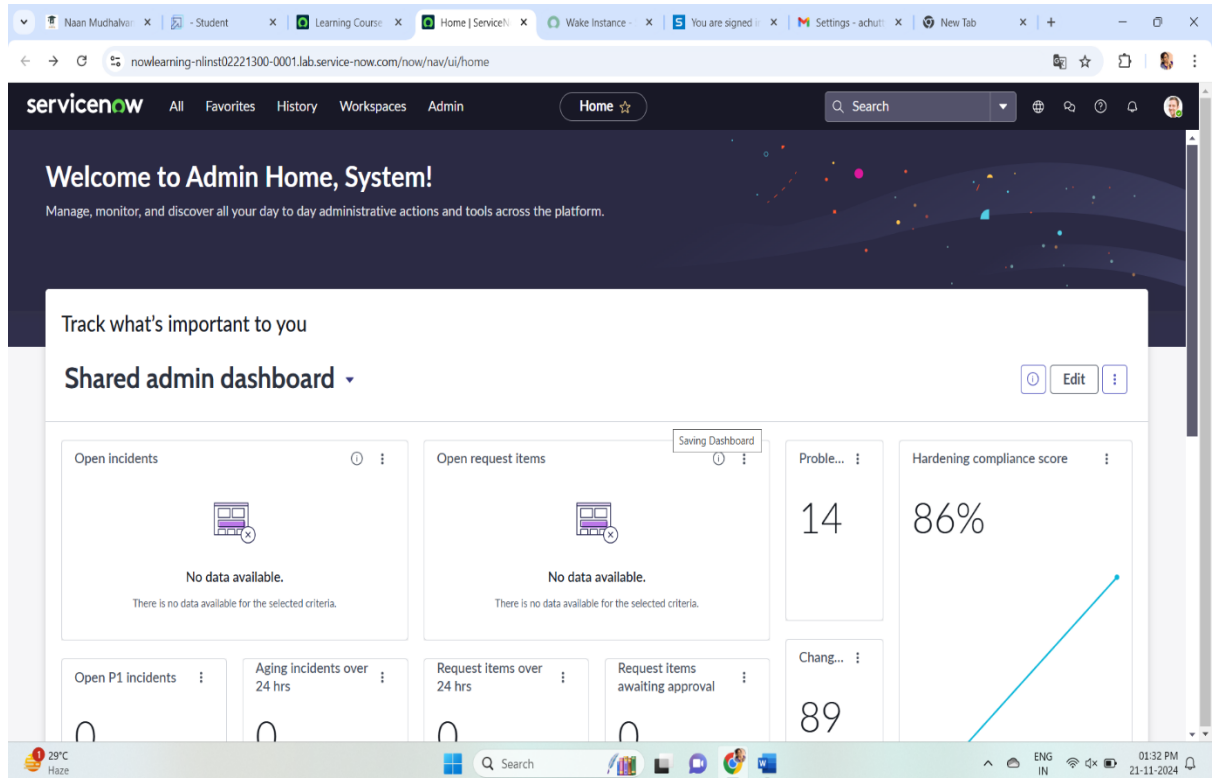 Naan Mudhalvan
- Student
Learning Course
Home | ServiceN
Wake Instance -
You are signed i
Settings - achutt
New Tab
nowlearning-nlinst02221300-0001.lab.service-now.com/now/nav/ui/home
servicenow All Favorites History Workspaces Admin Home Search
Welcome to Admin Home, System!
Manage, monitor, and discover all your day to day administrative actions and tools across the platform.
Track what's important to you
Shared admin dashboard
Edit
Saving Dashboard
Open incidents
No data available.
There is no data available for the selected criteria.
Open request items
No data available.
There is no data available for the selected criteria.
Proble...
14
Hardening compliance score
86%
Open P1 incidents
0
Aging incidents over
24 hrs
0
Request items over
24 hrs
0
Request items
awaiting approval
0
Chang...
89
1
29°C
Haze
Search
ENG
IN
01:32 PM
21-11-2024